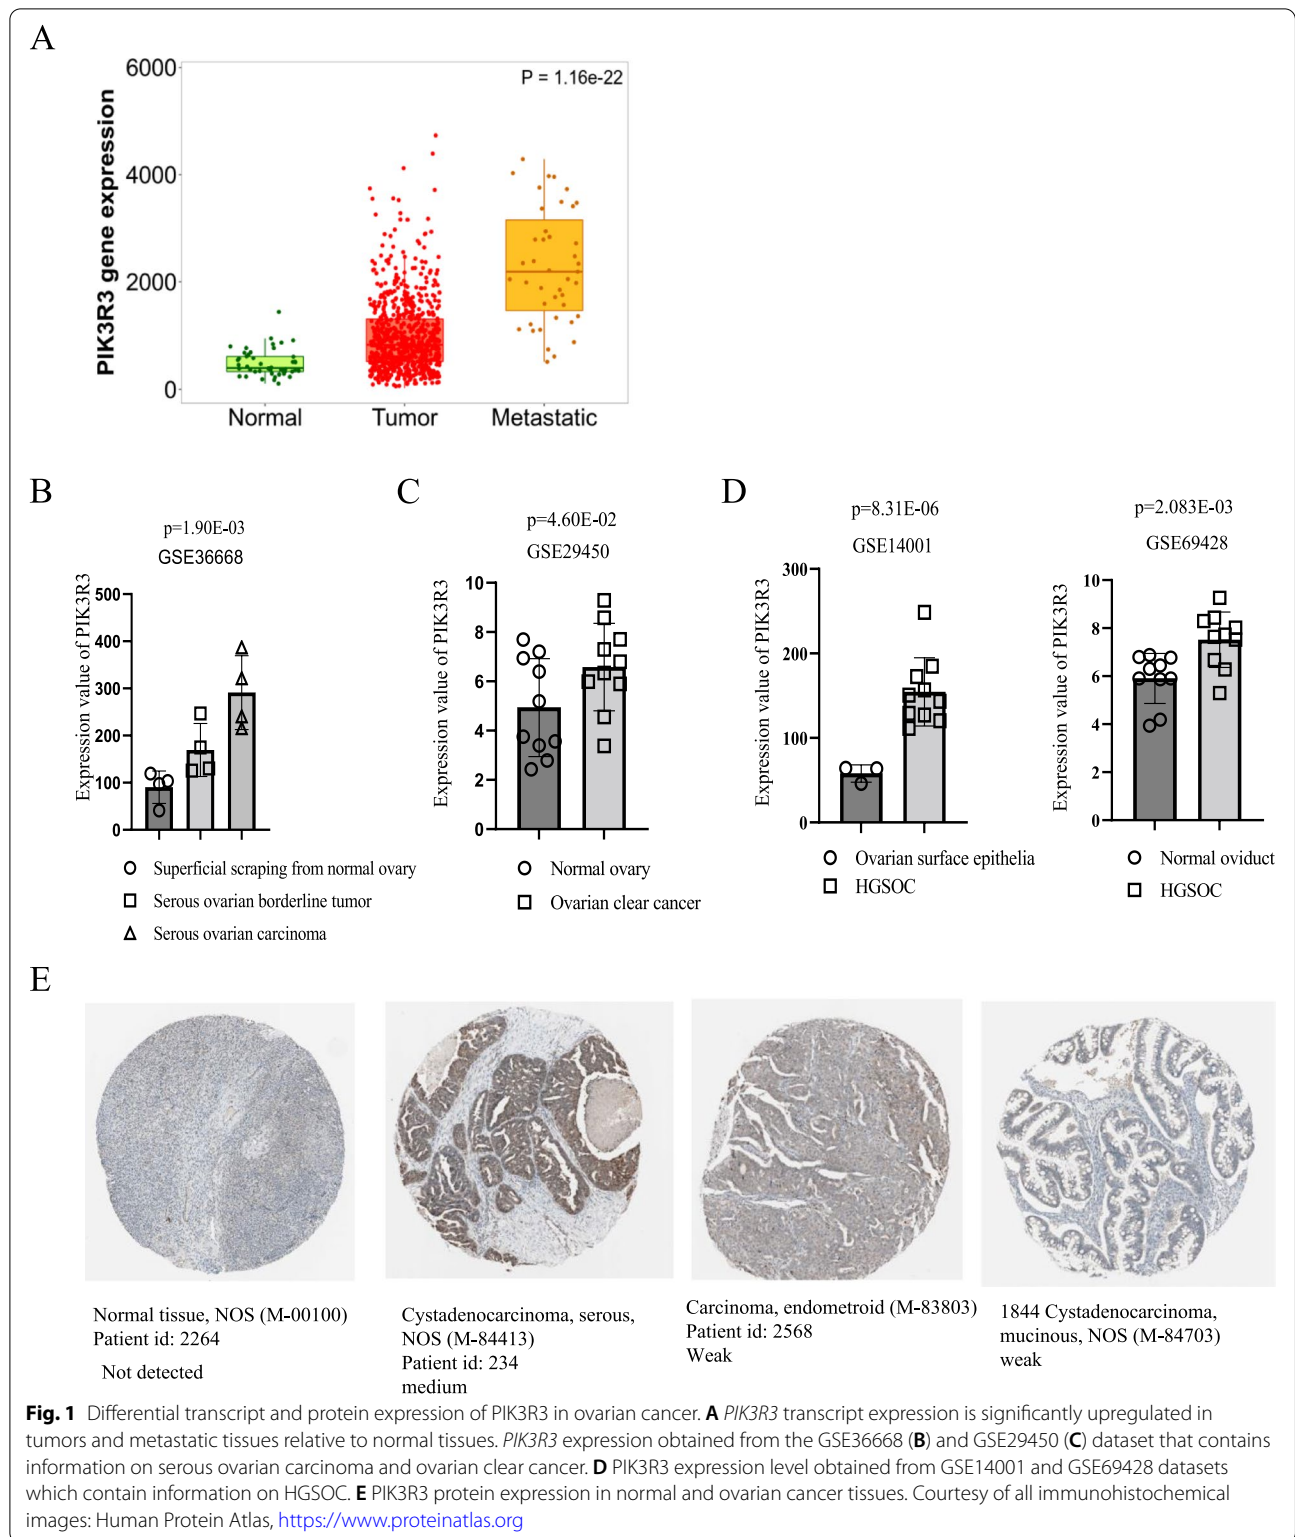 A
P = 1.16e-22
PIK3R3 gene expression
6000
4000
2000
0
Normal
Tumor
Metastatic
B
p=1.90E-03
GSE36668
Expression value of PIK3R3
500
400
300
200
100
0
Superficial scraping from normal ovary
Serous ovarian borderline tumor
Serous ovarian carcinoma
C
p=4.60E-02
GSE29450
Expression value of PIK3R3
10
8
6
4
2
0
Normal ovary
Ovarian clear cancer
D
p=8.31E-06
GSE14001
Expression value of PIK3R3
300
200
100
0
Ovarian surface epithelia
HGSOC
p=2.083E-03
GSE69428
Expression value of PIK3R3
10
8
6
4
2
0
Normal oviduct
HGSOC
E
Normal tissue, NOS (M-00100)
Patient id: 2264
Not detected
Cystadenocarcinoma, serous,
NOS (M-84413)
Patient id: 234
medium
Carcinoma, endometroid (M-83803)
Patient id: 2568
Weak
1844 Cystadenocarcinoma,
mucinous, NOS (M-84703)
weak
Fig. 1 Differential transcript and protein expression of PIK3R3 in ovarian cancer. A PIK3R3 transcript expression is significantly upregulated in
tumors and metastatic tissues relative to normal tissues. PIK3R3 expression obtained from the GSE36668 (B) and GSE29450 (C) dataset that contains
information on serous ovarian carcinoma and ovarian clear cancer. D PIK3R3 expression level obtained from GSE14001 and GSE69428 datasets
which contain information on HGSOC. E PIK3R3 protein expression in normal and ovarian cancer tissues. Courtesy of all immunohistochemical
images: Human Protein Atlas, https://www.proteinatlas.org